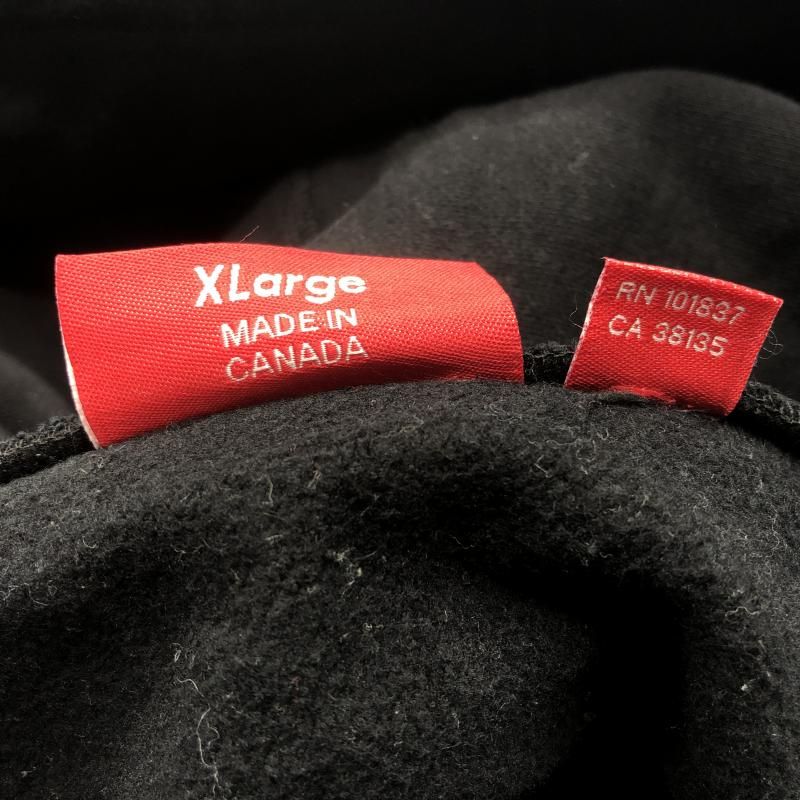 XLarge
MADE IN
CANADA
RN 101837
CA 38135